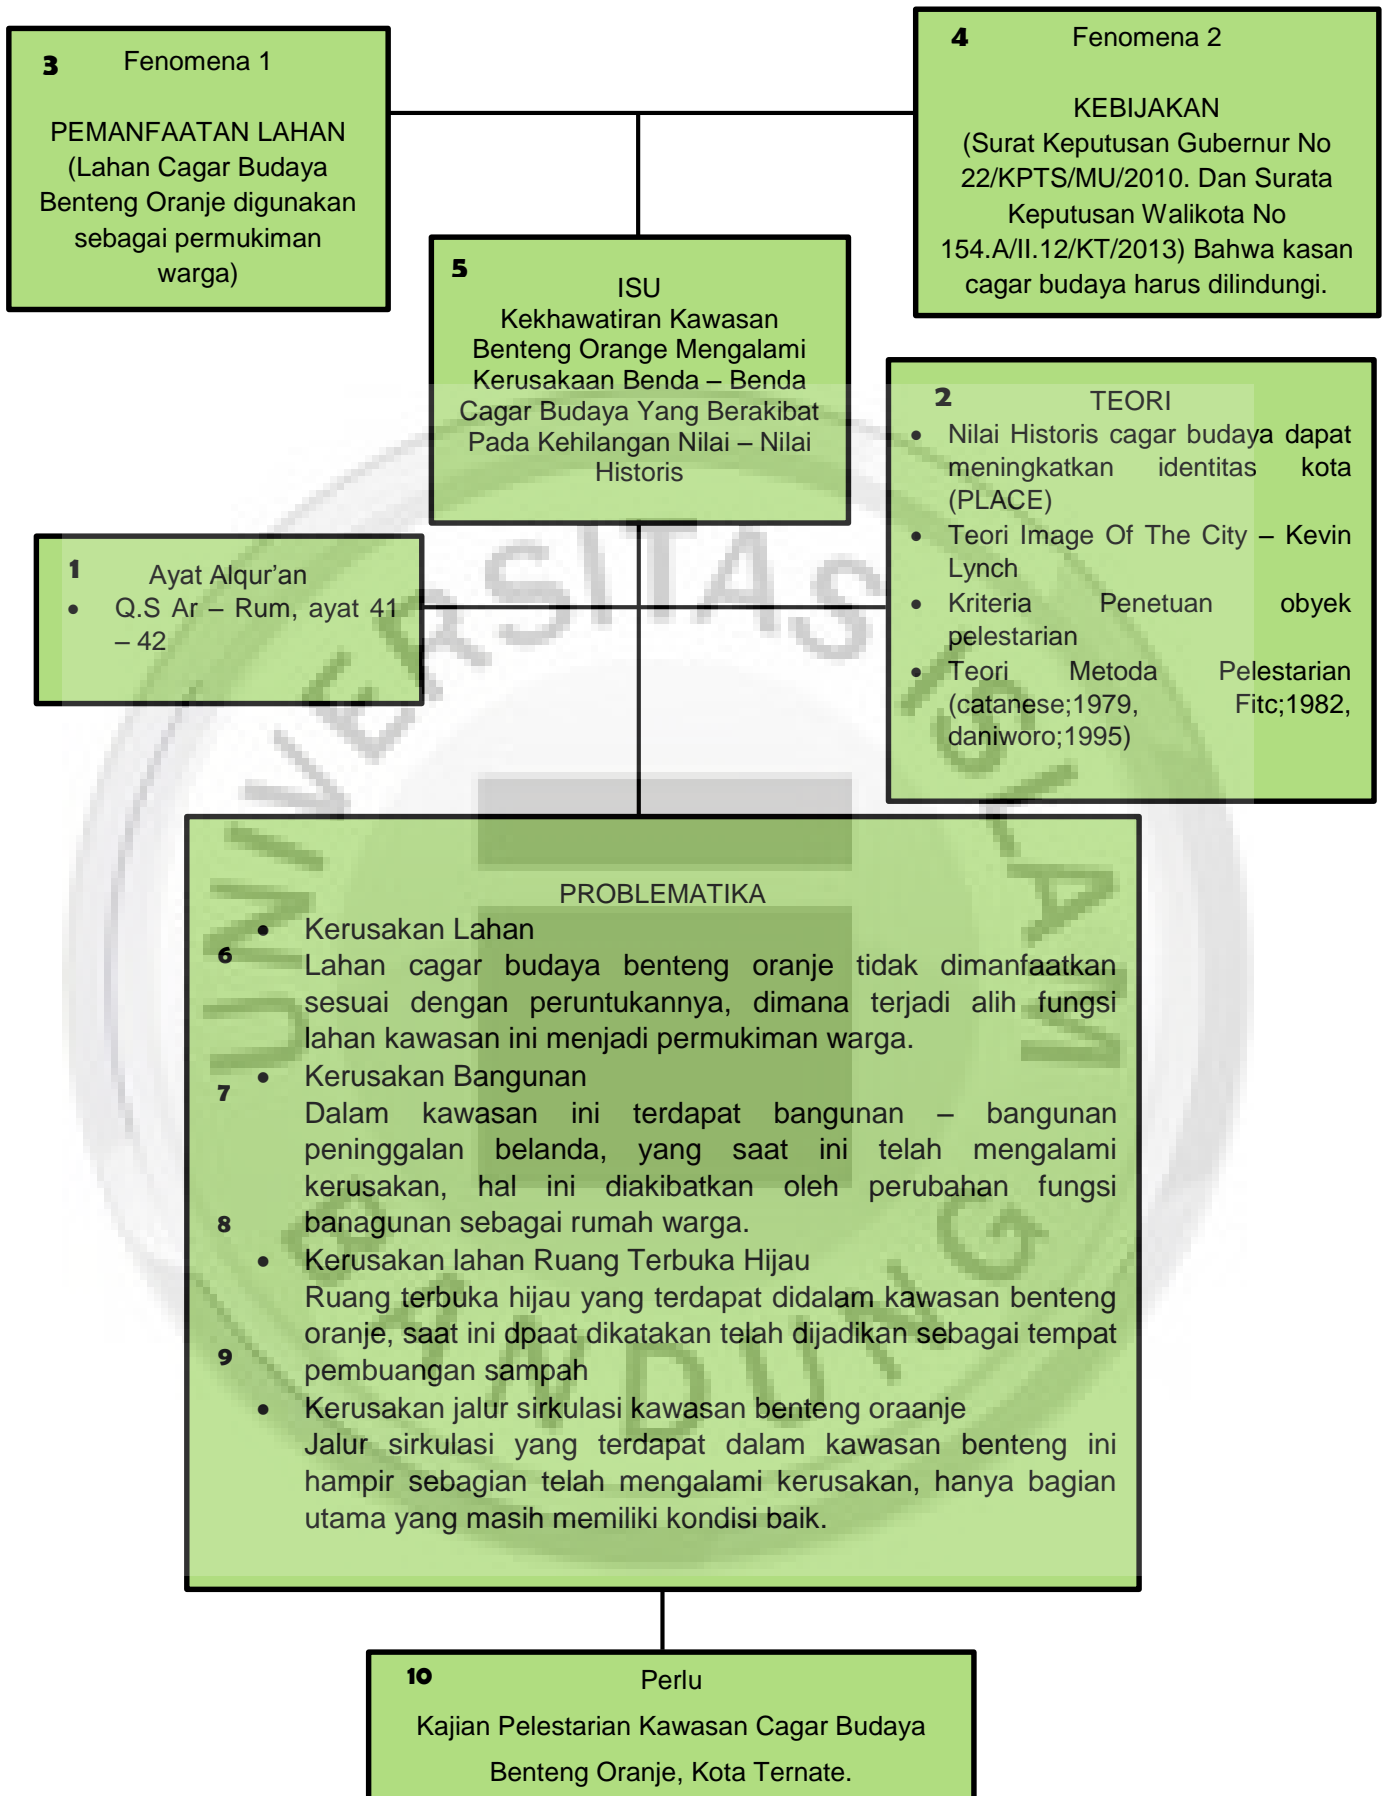 3 Fenomena 1
PEMANFAATAN LAHAN
(Lahan Cagar Budaya
Benteng Oranje digunakan
sebagai permukiman
warga)
4 Fenomena 2
KEBIJAKAN
(Surat Keputusan Gubernur No
22/KPTS/MU/2010. Dan Surata
Keputusan Walikota No
154.A/II.12/KT/2013) Bahwa kasan
cagar budaya harus dilindungi.
5
ISU
Kekhawatiran Kawasan
Benteng Orange Mengalami
Kerusakaan Benda – Benda
Cagar Budaya Yang Berakibat
Pada Kehilangan Nilai – Nilai
Historis
2 TEORI
• Nilai Historis cagar budaya dapat
meningkatkan identitas kota
(PLACE)
• Teori Image Of The City – Kevin
Lynch
• Kriteria Penetuan obyek
pelestarian
• Teori Metoda Pelestarian
(catanese;1979, Fitc;1982,
daniworo;1995)
1 Ayat Alqur'an
• Q.S Ar – Rum, ayat 41
– 42
PROBLEMATIKA
• Kerusakan Lahan
6 Lahan cagar budaya benteng oranje tidak dimanfaatkan
sesuai dengan peruntukannya, dimana terjadi alih fungsi
lahan kawasan ini menjadi permukiman warga.
• Kerusakan Bangunan
7
Dalam kawasan ini terdapat bangunan – bangunan
peninggalan belanda, yang saat ini telah mengalami
kerusakan, hal ini diakibatkan oleh perubahan fungsi
8 banagunan sebagai rumah warga.
• Kerusakan lahan Ruang Terbuka Hijau
Ruang terbuka hijau yang terdapat didalam kawasan benteng
oranje, saat ini dpaat dikatakan telah dijadikan sebagai tempat
9 pembuangan sampah
• Kerusakan jalur sirkulasi kawasan benteng oraanje
Jalur sirkulasi yang terdapat dalam kawasan benteng ini
hampir sebagian telah mengalami kerusakan, hanya bagian
utama yang masih memiliki kondisi baik.
10 Perlu
Kajian Pelestarian Kawasan Cagar Budaya
Benteng Oranje, Kota Ternate.
UNIVERSITAS ISLAM
BANDUNG